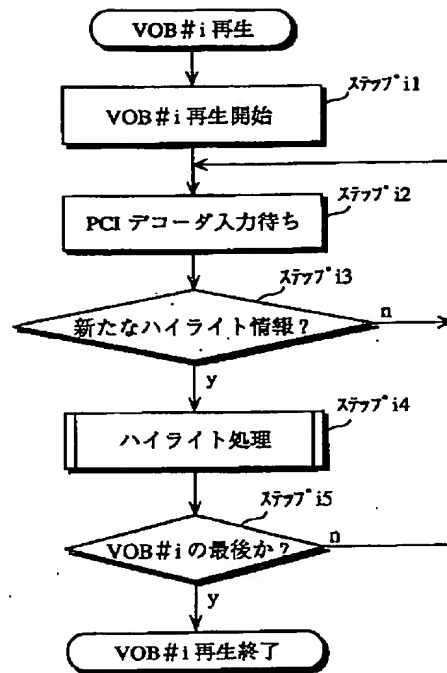 VOB#i 再生
ステップi1
VOB#i 再生開始
ステップi2
PCI デコーダ入力待ち
ステップi3
新たなハイライト情報?
n
y
ステップi4
ハイライト処理
ステップi5
VOB#i の最後か?
n
y
VOB#i 再生終了